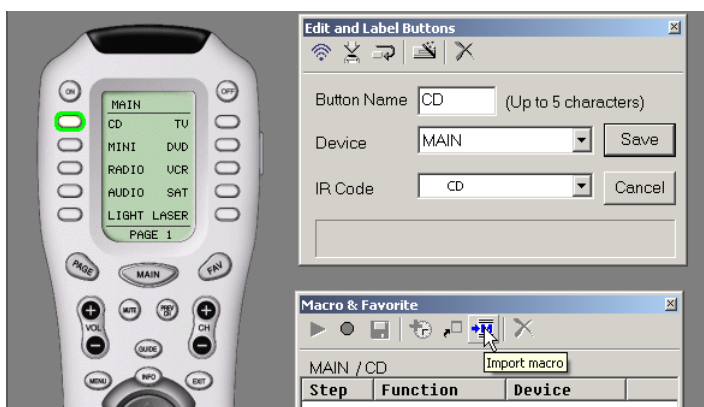 Edit and Label Buttons
ON
OFF
MAIN
CD TV
MINI DVD
RADIO VCR
AUDIO SAT
LIGHT LASER
PAGE 1
Button Name CD (Up to 5 characters)
Device MAIN Save
IR Code CD Cancel
PAGE MAIN FAV
MUTE PREV CH
VOL CH
GUIDE
MENU INFO EXIT
Macro & Favorite
Import macro
MAIN / CD
Step Function Device